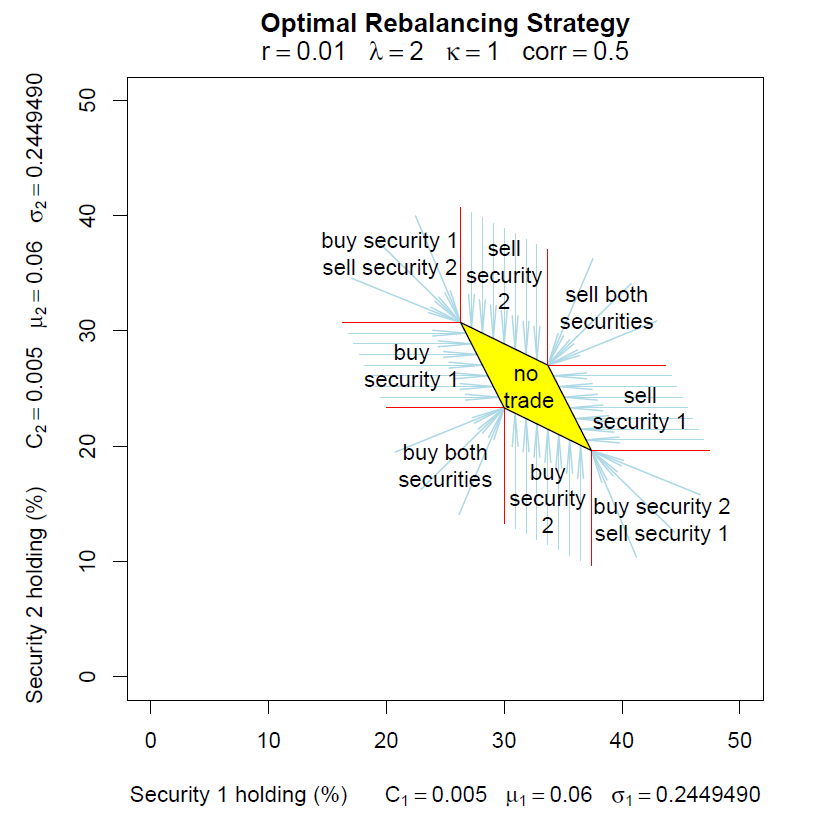 Optimal Rebalancing Strategy
r = 0.01 λ = 2 κ = 1 corr = 0.5
50
40
30
20
10
0
Security 2 holding (%) C₂ = 0.005 μ₂ = 0.06 σ₂ = 0.2449490
buy security 1
sell security 2
sell
security
2
sell both
securities
buy
security 1
no
trade
sell
security 1
buy both
securities
buy
security
2
buy security 2
sell security 1
0 10 20 30 40 50
Security 1 holding (%) C₁ = 0.005 μ₁ = 0.06 σ₁ = 0.2449490